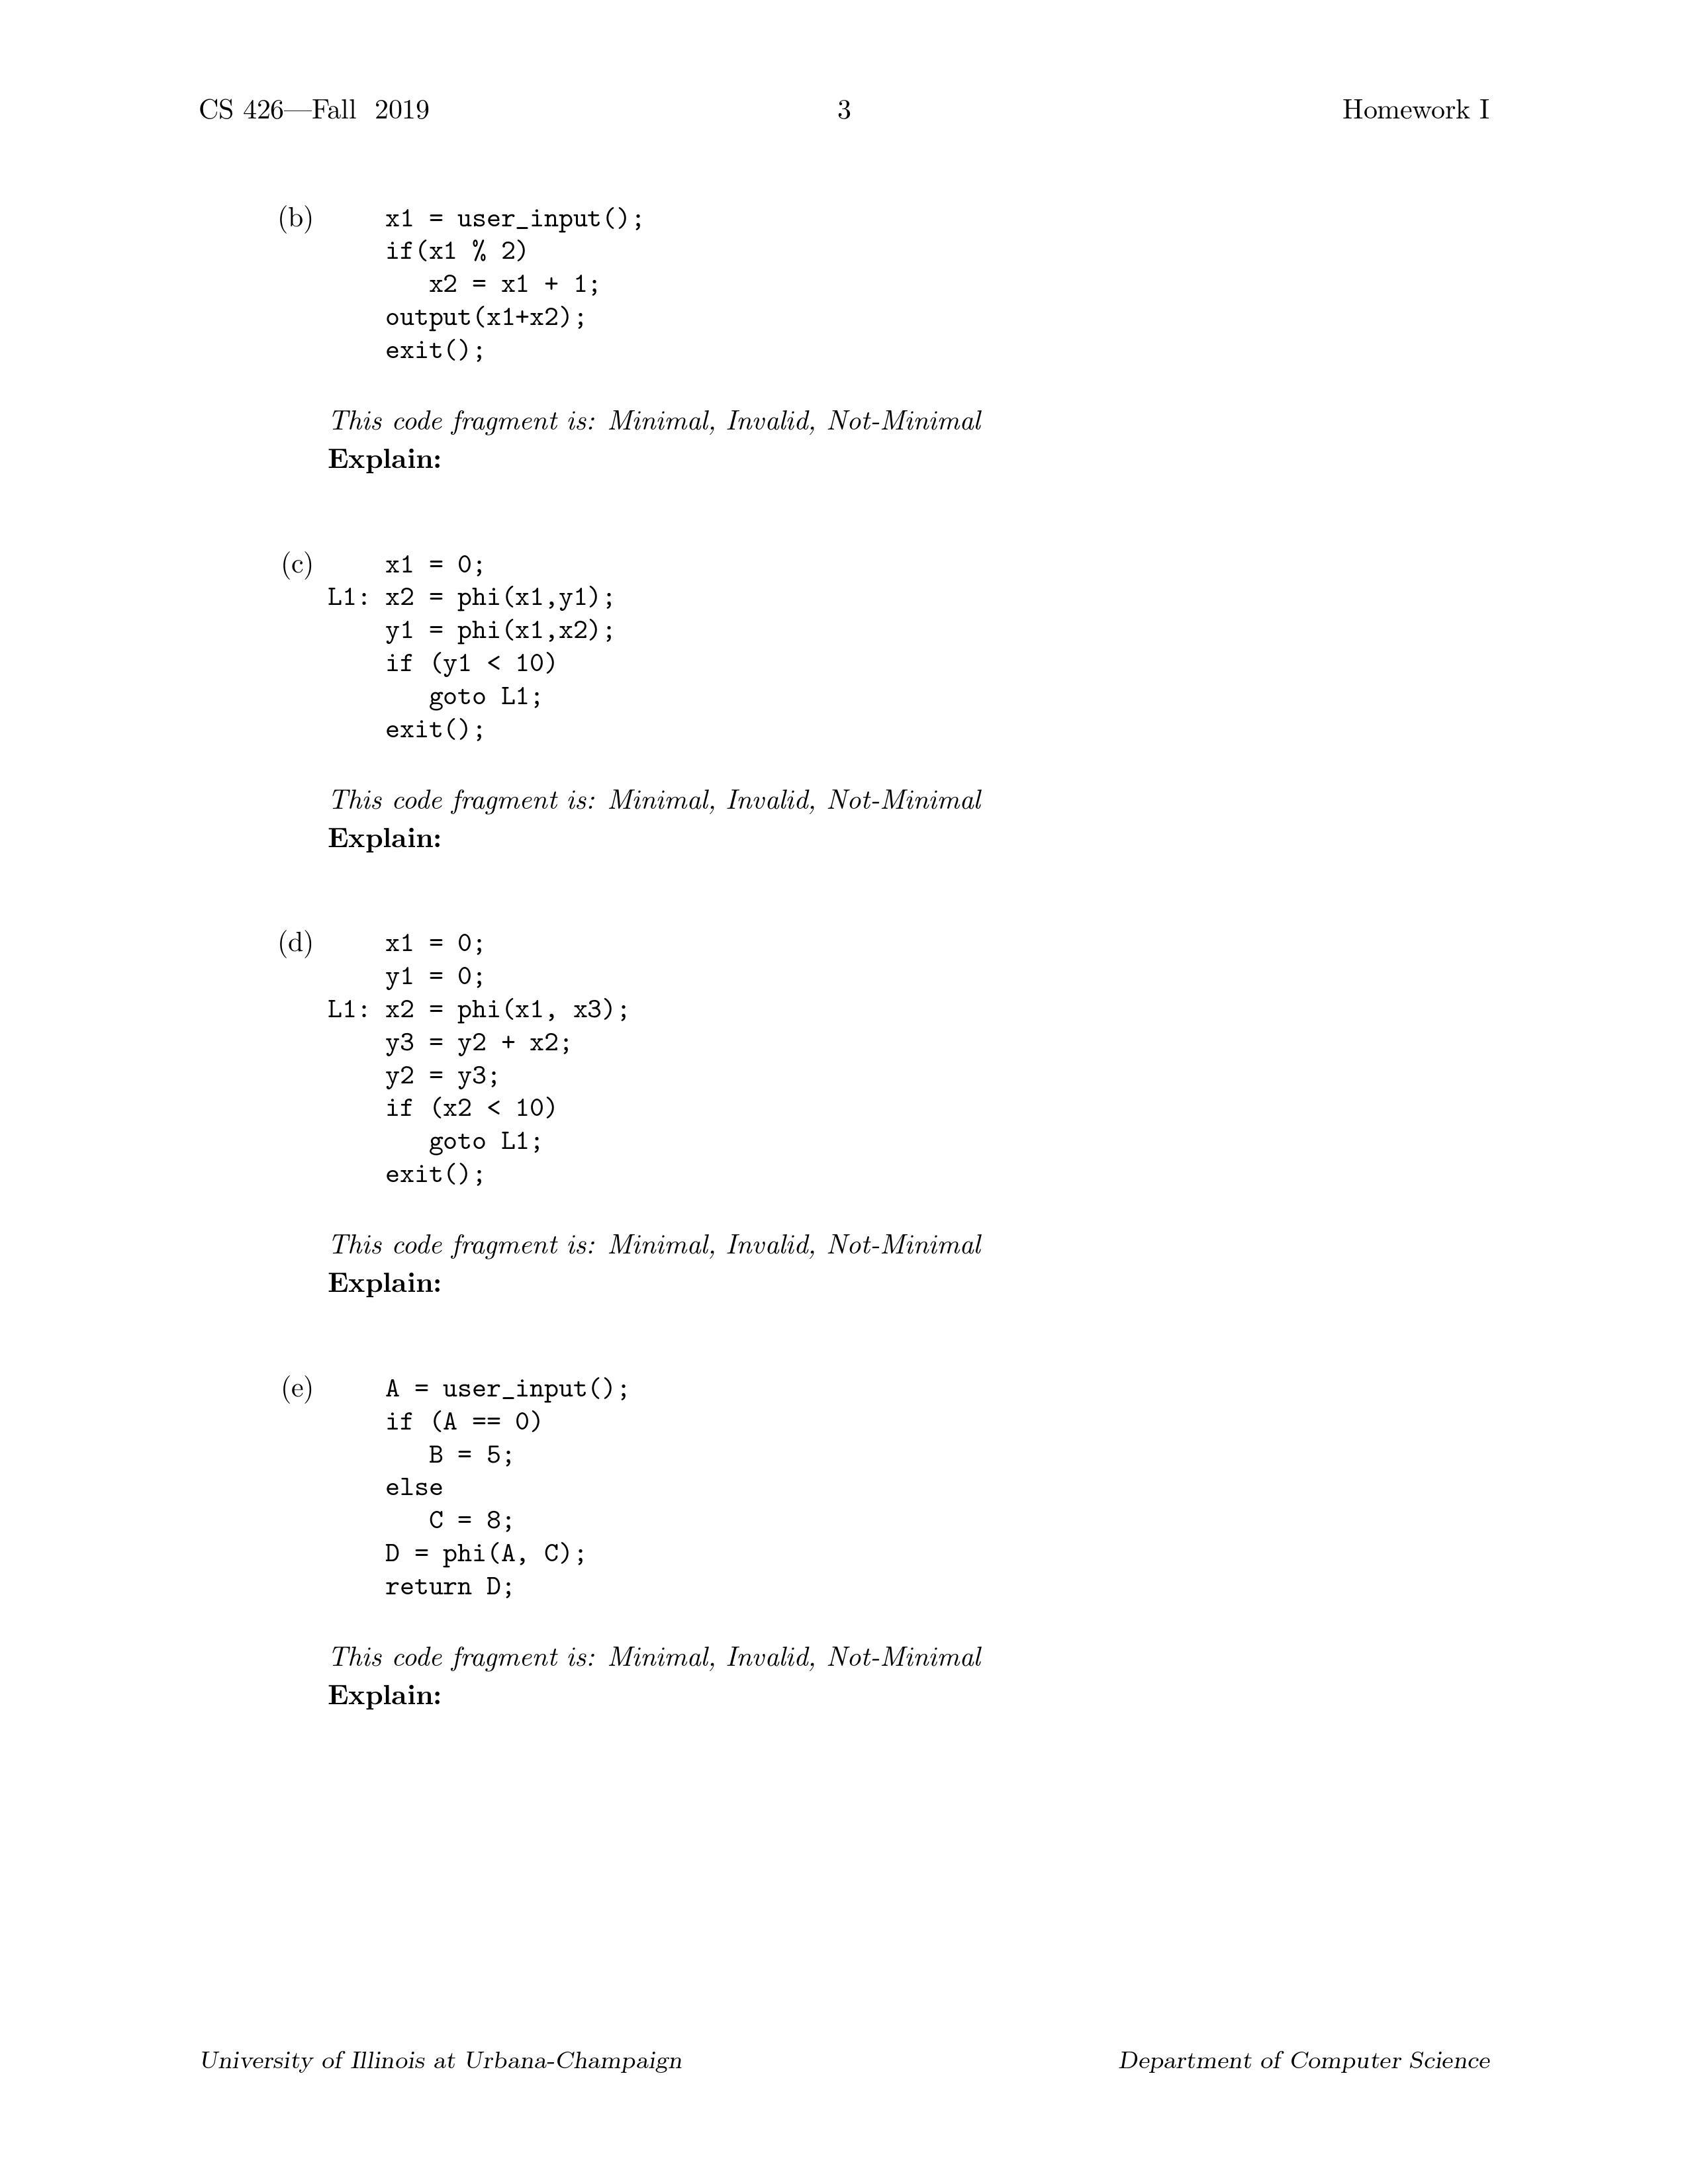 CS 426—Fall 2019 3 Homework I
(b) x1 = user_input();
if(x1 % 2)
x2 = x1 + 1;
output(x1+x2);
exit();
This code fragment is: Minimal, Invalid, Not-Minimal
Explain:
(c) x1 = 0;
L1: x2 = phi(x1,y1);
y1 = phi(x1,x2);
if (y1 < 10)
goto L1;
exit();
This code fragment is: Minimal, Invalid, Not-Minimal
Explain:
(d) x1 = 0;
y1 = 0;
L1: x2 = phi(x1, x3);
y3 = y2 + x2;
y2 = y3;
if (x2 < 10)
goto L1;
exit();
This code fragment is: Minimal, Invalid, Not-Minimal
Explain:
(e) A = user_input();
if (A == 0)
B = 5;
else
C = 8;
D = phi(A, C);
return D;
This code fragment is: Minimal, Invalid, Not-Minimal
Explain:
University of Illinois at Urbana-Champaign Department of Computer Science